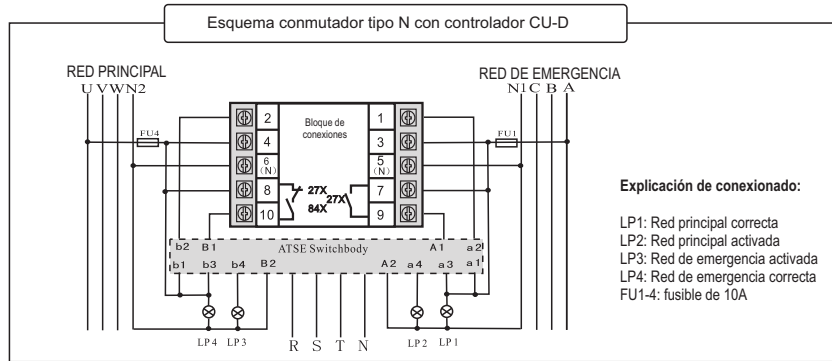 Esquema conmutador tipo N con controlador CU-D
RED PRINCIPAL
U V W N2
RED DE EMERGENCIA
N1 C B A
FU4
FU1
Bloque de
conexiones
2
4
6
(N)
8
10
1
3
5
(N)
7
9
27X
27X
84X
b2 B1
A1 a2
ATSE Switchbody
b1 b3 b4 B2
A2 a4 a3 a1
LP4 LP3
R S T N
LP2 LP1
Explicación de conexionado:
LP1: Red principal correcta
LP2: Red principal activada
LP3: Red de emergencia activada
LP4: Red de emergencia correcta
FU1-4: fusible de 10A